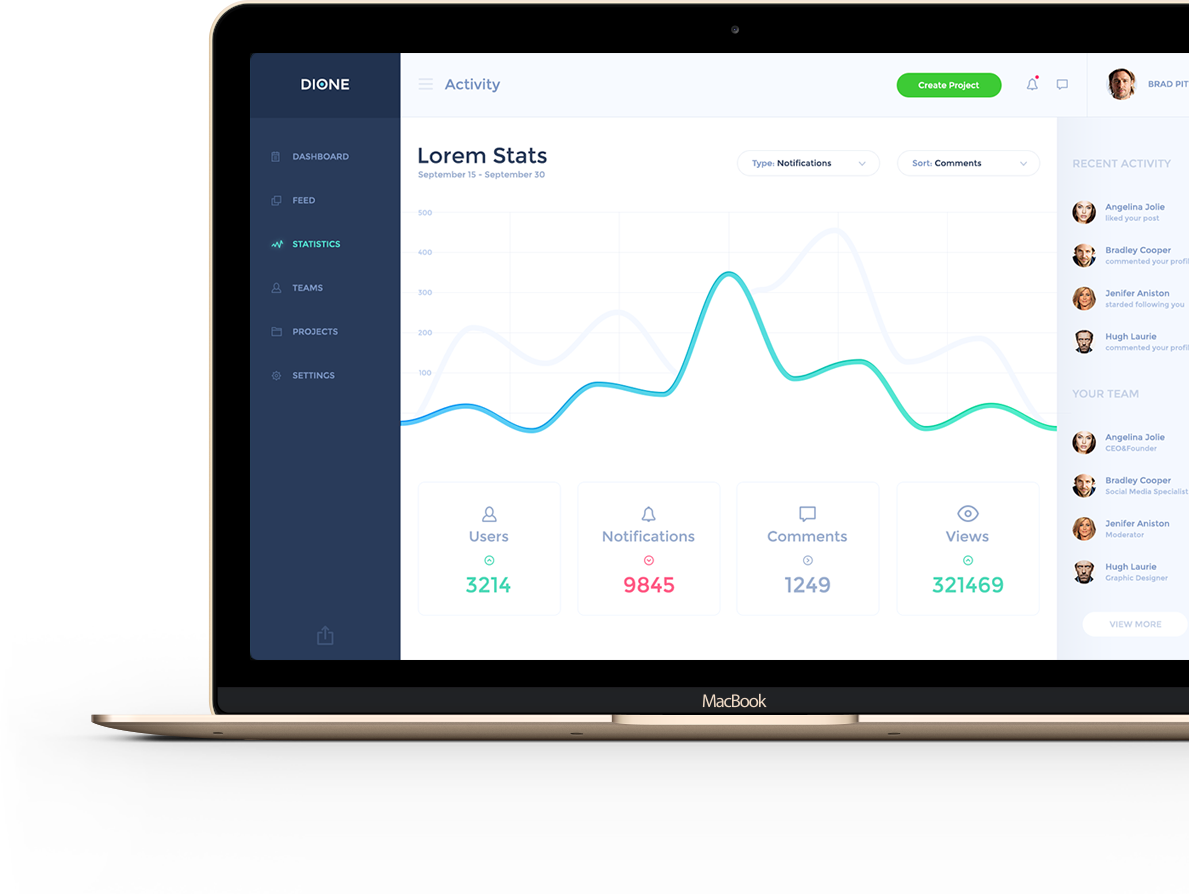 DIONE
Activity
Create Project
BRAD PIT
DASHBOARD
FEED
STATISTICS
TEAMS
PROJECTS
SETTINGS
Lorem Stats
September 15 - September 30
Type: Notifications
Sort: Comments
500
400
300
200
100
Users
3214
Notifications
9845
Comments
1249
Views
321469
RECENT ACTIVITY
Angelina Jolie
liked your post
Bradley Cooper
commented your profil
Jenifer Aniston
starded following you
Hugh Laurie
commented your profil
YOUR TEAM
Angelina Jolie
CEO&Founder
Bradley Cooper
Social Media Specialist
Jenifer Aniston
Moderator
Hugh Laurie
Graphic Designer
VIEW MORE
MacBook